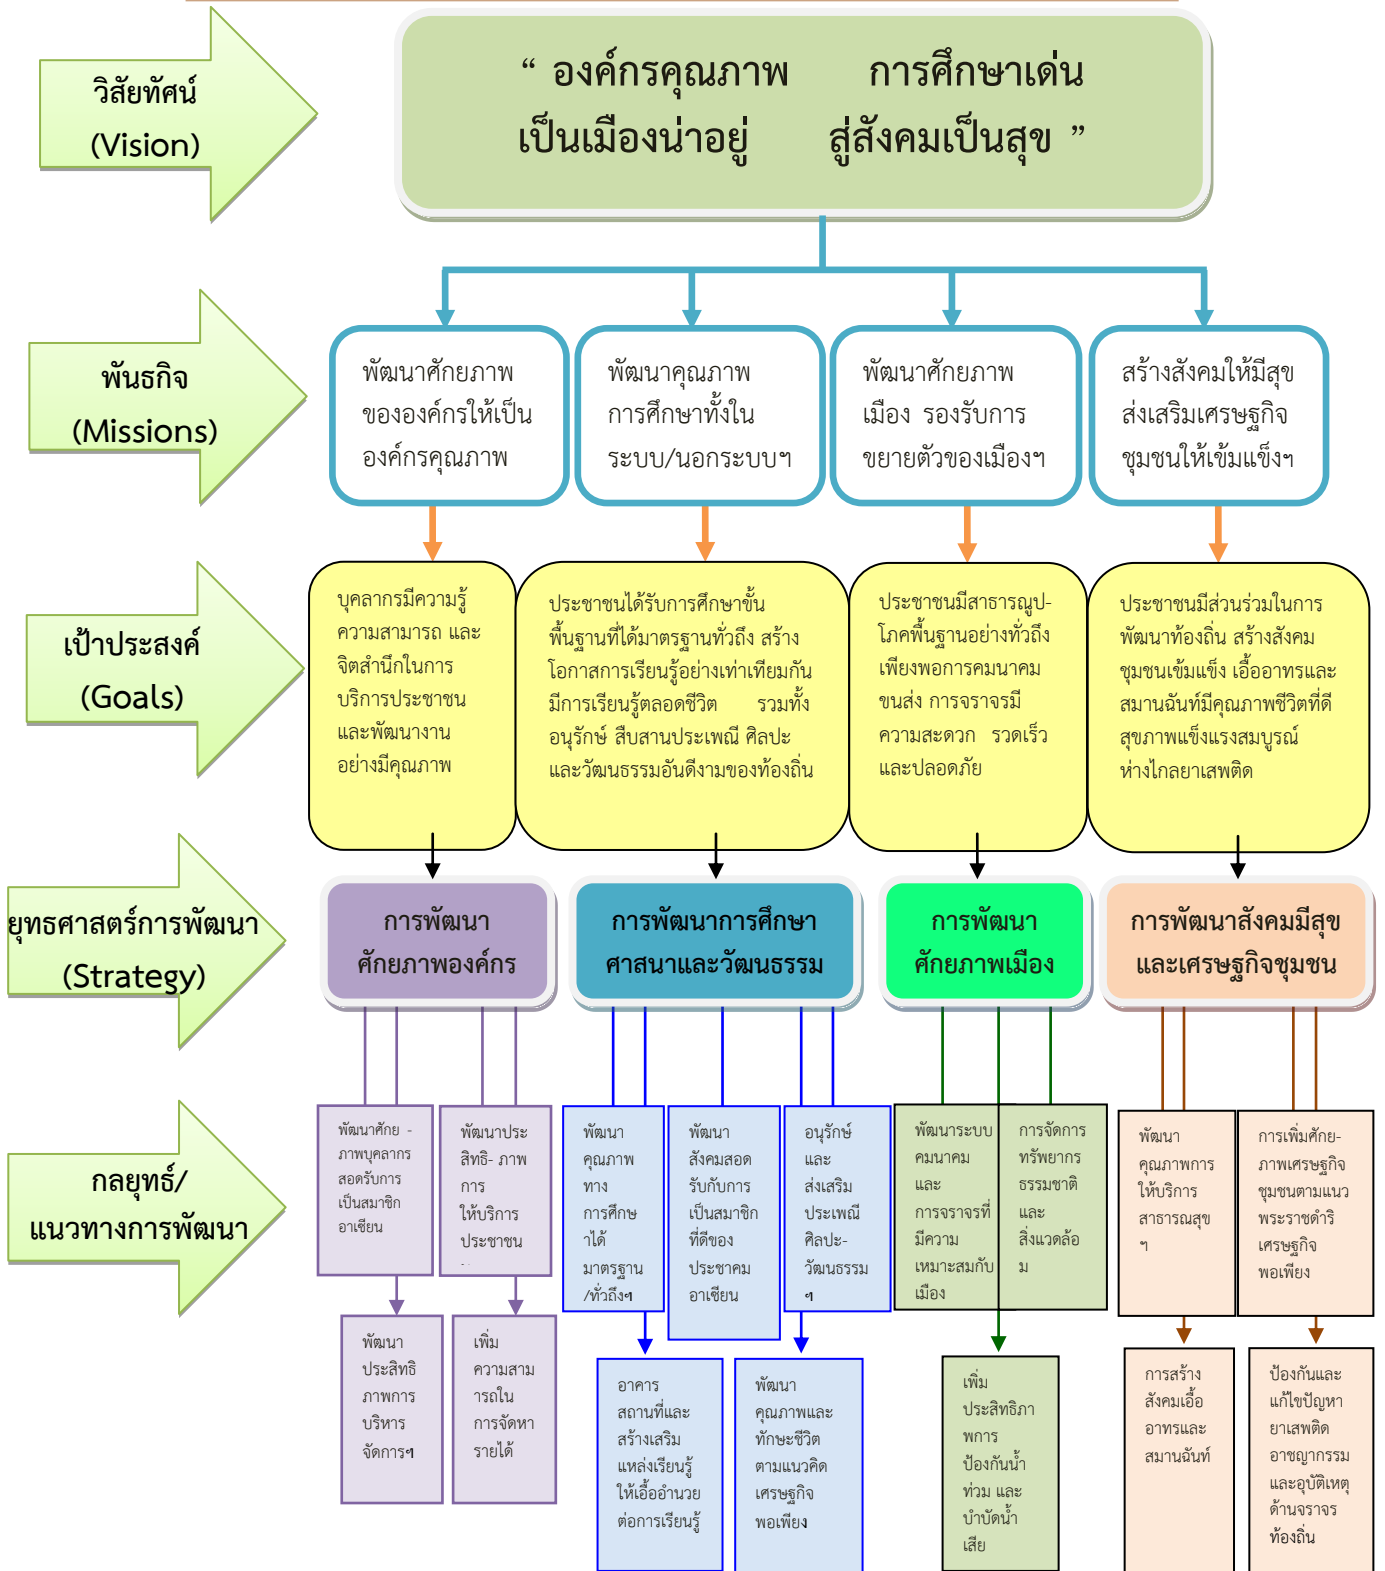 วิสัยทัศน์
(Vision)
“ องค์กรคุณภาพ การศึกษาเด่น
เป็นเมืองน่าอยู่ สู่สังคมเป็นสุข ”
พันธกิจ
(Missions)
พัฒนาศักยภาพ
ขององค์กรให้เป็น
องค์กรคุณภาพ
พัฒนาคุณภาพ
การศึกษาทั้งใน
ระบบ/นอกระบบฯ
พัฒนาศักยภาพ
เมือง รองรับการ
ขยายตัวของเมืองฯ
สร้างสังคมให้มีสุข
ส่งเสริมเศรษฐกิจ
ชุมชนให้เข้มแข็งฯ
เป้าประสงค์
(Goals)
บุคลากรมีความรู้
ความสามารถ และ
จิตสำนึกในการ
บริการประชาชน
และพัฒนางาน
อย่างมีคุณภาพ
ประชาชนได้รับการศึกษาขั้น
พื้นฐานที่ได้มาตรฐานทั่วถึง สร้าง
โอกาสการเรียนรู้อย่างเท่าเทียมกัน
มีการเรียนรู้ตลอดชีวิต รวมทั้ง
อนุรักษ์ สืบสานประเพณี ศิลปะ
และวัฒนธรรมอันดีงามของท้องถิ่น
ประชาชนมีสาธารณูป-
โภคพื้นฐานอย่างทั่วถึง
เพียงพอการคมนาคม
ขนส่ง การจราจรมี
ความสะดวก รวดเร็ว
และปลอดภัย
ประชาชนมีส่วนร่วมในการ
พัฒนาท้องถิ่น สร้างสังคม
ชุมชนเข้มแข็ง เอื้ออาทรและ
สมานฉันท์มีคุณภาพชีวิตที่ดี
สุขภาพแข็งแรงสมบูรณ์
ห่างไกลยาเสพติด
ยุทธศาสตร์การพัฒนา
(Strategy)
การพัฒนา
ศักยภาพองค์กร
การพัฒนาการศึกษา
ศาสนาและวัฒนธรรม
การพัฒนา
ศักยภาพเมือง
การพัฒนาสังคมมีสุข
และเศรษฐกิจชุมชน
กลยุทธ์/
แนวทางการพัฒนา
พัฒนาศักย -
ภาพบุคลากร
สอดรับการ
เป็นสมาชิก
อาเซียน
พัฒนาประ
สิทธิ- ภาพ
การ
ให้บริการ
ประชาชน
พัฒนา
คุณภาพ
ทาง
การศึกษ
าได้
มาตรฐาน
/ทั่วถึงฯ
พัฒนา
สังคมสอด
รับกับการ
เป็นสมาชิก
ที่ดีของ
ประชาคม
อาเซียน
อนุรักษ์
และ
ส่งเสริม
ประเพณี
ศิลปะ-
วัฒนธรรม
ฯ
พัฒนาระบบ
คมนาคม
และ
การจราจรที่
มีความ
เหมาะสมกับ
เมือง
การจัดการ
ทรัพยากร
ธรรมชาติ
และ
สิ่งแวดล้อ
ม
พัฒนา
คุณภาพการ
ให้บริการ
สาธารณสุข
ฯ
การเพิ่มศักย-
ภาพเศรษฐกิจ
ชุมชนตามแนว
พระราชดำริ
เศรษฐกิจ
พอเพียง
พัฒนา
ประสิทธิ
ภาพการ
บริหาร
จัดการฯ
เพิ่ม
ความสาม
ารถใน
การจัดหา
รายได้
อาคาร
สถานที่และ
สร้างเสริม
แหล่งเรียนรู้
ให้เอื้ออำนวย
ต่อการเรียนรู้
พัฒนา
คุณภาพและ
ทักษะชีวิต
ตามแนวคิด
เศรษฐกิจ
พอเพียง
เพิ่ม
ประสิทธิภา
พการ
ป้องกันน้ำ
ท่วม และ
บำบัดน้ำ
เสีย
การสร้าง
สังคมเอื้อ
อาทรและ
สมานฉันท์
ป้องกันและ
แก้ไขปัญหา
ยาเสพติด
อาชญากรรม
และอุบัติเหตุ
ด้านจราจร
ท้องถิ่น